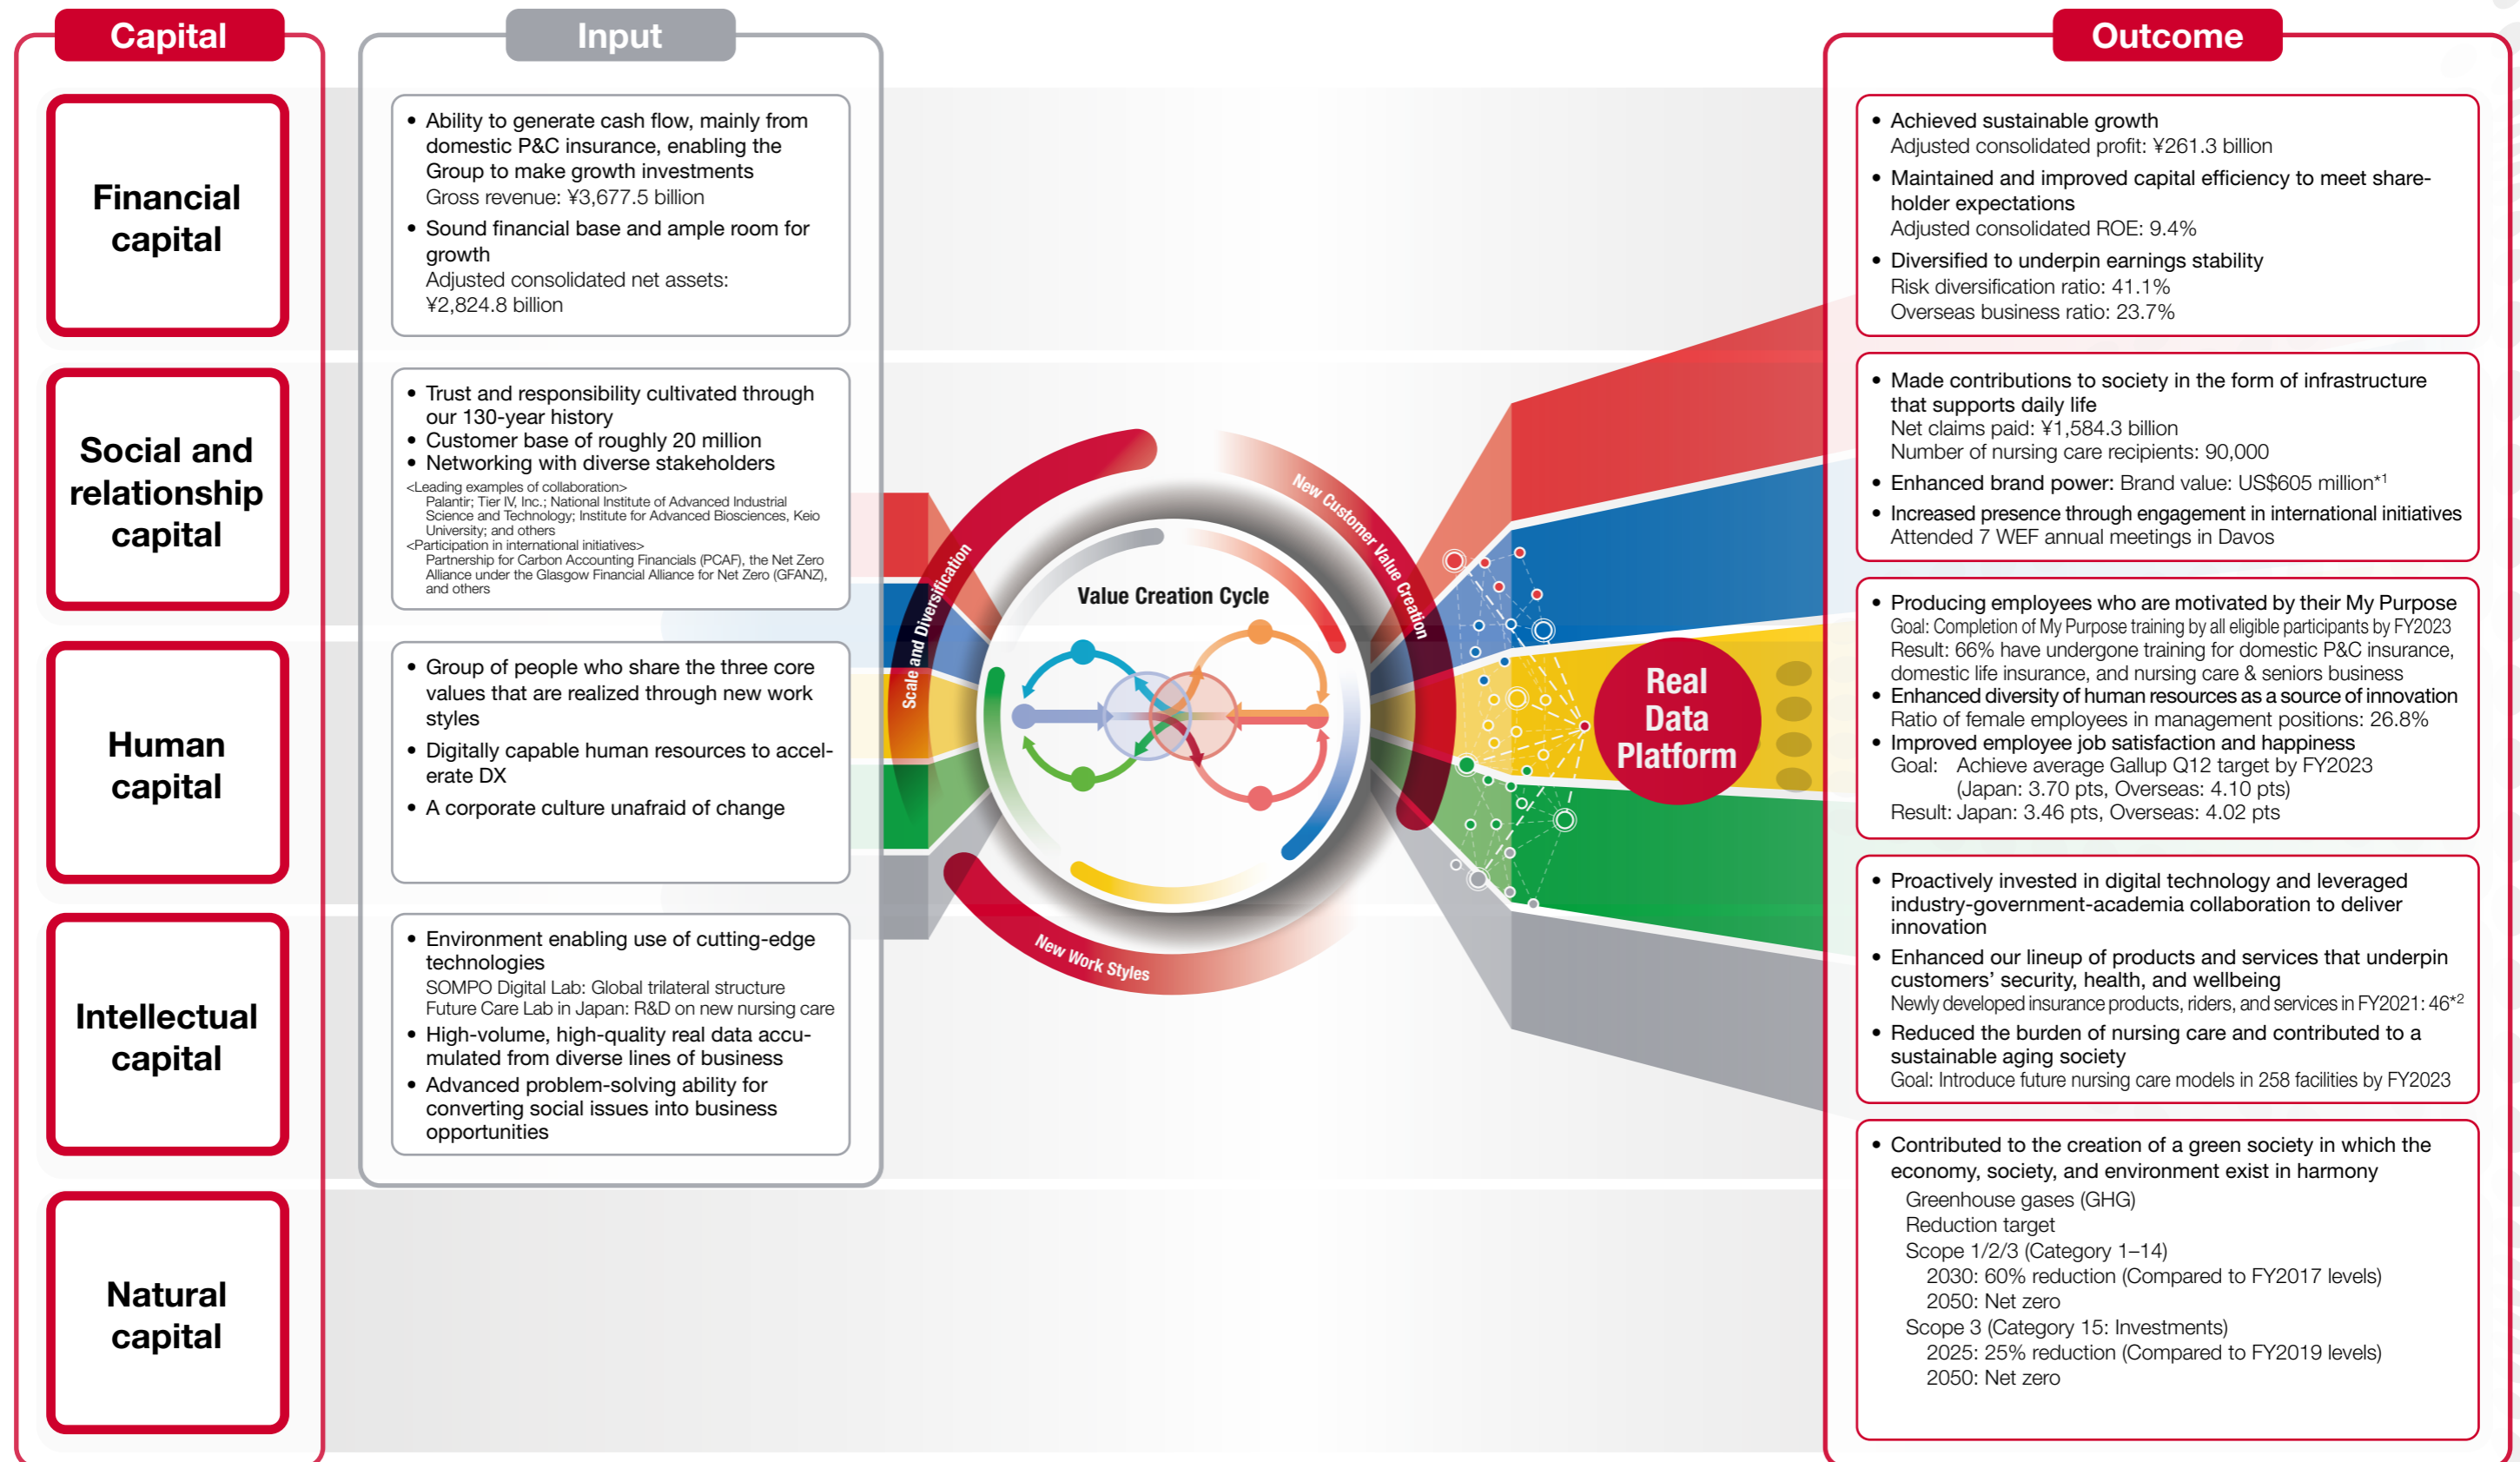 Capital
Financial
capital
Social and
relationship
capital
Human
capital
Intellectual
capital
Natural
capital
Input
• Ability to generate cash flow, mainly from
domestic P&C insurance, enabling the
Group to make growth investments
Gross revenue: ¥3,677.5 billion
• Sound financial base and ample room for
growth
Adjusted consolidated net assets:
¥2,824.8 billion
• Trust and responsibility cultivated through
our 130-year history
• Customer base of roughly 20 million
• Networking with diverse stakeholders
<Leading examples of collaboration>
Palantir; Tier IV, Inc.; National Institute of Advanced Industrial
Science and Technology; Institute for Advanced Biosciences, Keio
University; and others
<Participation in international initiatives>
Partnership for Carbon Accounting Financials (PCAF), the Net Zero
Alliance under the Glasgow Financial Alliance for Net Zero (GFANZ),
and others
• Group of people who share the three core
values that are realized through new work
styles
• Digitally capable human resources to accel-
erate DX
• A corporate culture unafraid of change
• Environment enabling use of cutting-edge
technologies
SOMPO Digital Lab: Global trilateral structure
Future Care Lab in Japan: R&D on new nursing care
• High-volume, high-quality real data accu-
mulated from diverse lines of business
• Advanced problem-solving ability for
converting social issues into business
opportunities
Scale and Diversification
New Customer Value Creation
New Work Styles
Value Creation Cycle
Real
Data
Platform
Outcome
• Achieved sustainable growth
Adjusted consolidated profit: ¥261.3 billion
• Maintained and improved capital efficiency to meet share-
holder expectations
Adjusted consolidated ROE: 9.4%
• Diversified to underpin earnings stability
Risk diversification ratio: 41.1%
Overseas business ratio: 23.7%
• Made contributions to society in the form of infrastructure
that supports daily life
Net claims paid: ¥1,584.3 billion
Number of nursing care recipients: 90,000
• Enhanced brand power: Brand value: US$605 million*1
• Increased presence through engagement in international initiatives
Attended 7 WEF annual meetings in Davos
• Producing employees who are motivated by their My Purpose
Goal: Completion of My Purpose training by all eligible participants by FY2023
Result: 66% have undergone training for domestic P&C insurance,
domestic life insurance, and nursing care & seniors business
• Enhanced diversity of human resources as a source of innovation
Ratio of female employees in management positions: 26.8%
• Improved employee job satisfaction and happiness
Goal: Achieve average Gallup Q12 target by FY2023
(Japan: 3.70 pts, Overseas: 4.10 pts)
Result: Japan: 3.46 pts, Overseas: 4.02 pts
• Proactively invested in digital technology and leveraged
industry-government-academia collaboration to deliver
innovation
• Enhanced our lineup of products and services that underpin
customers' security, health, and wellbeing
Newly developed insurance products, riders, and services in FY2021: 46*2
• Reduced the burden of nursing care and contributed to a
sustainable aging society
Goal: Introduce future nursing care models in 258 facilities by FY2023
• Contributed to the creation of a green society in which the
economy, society, and environment exist in harmony
Greenhouse gases (GHG)
Reduction target
Scope 1/2/3 (Category 1–14)
2030: 60% reduction (Compared to FY2017 levels)
2050: Net zero
Scope 3 (Category 15: Investments)
2025: 25% reduction (Compared to FY2019 levels)
2050: Net zero